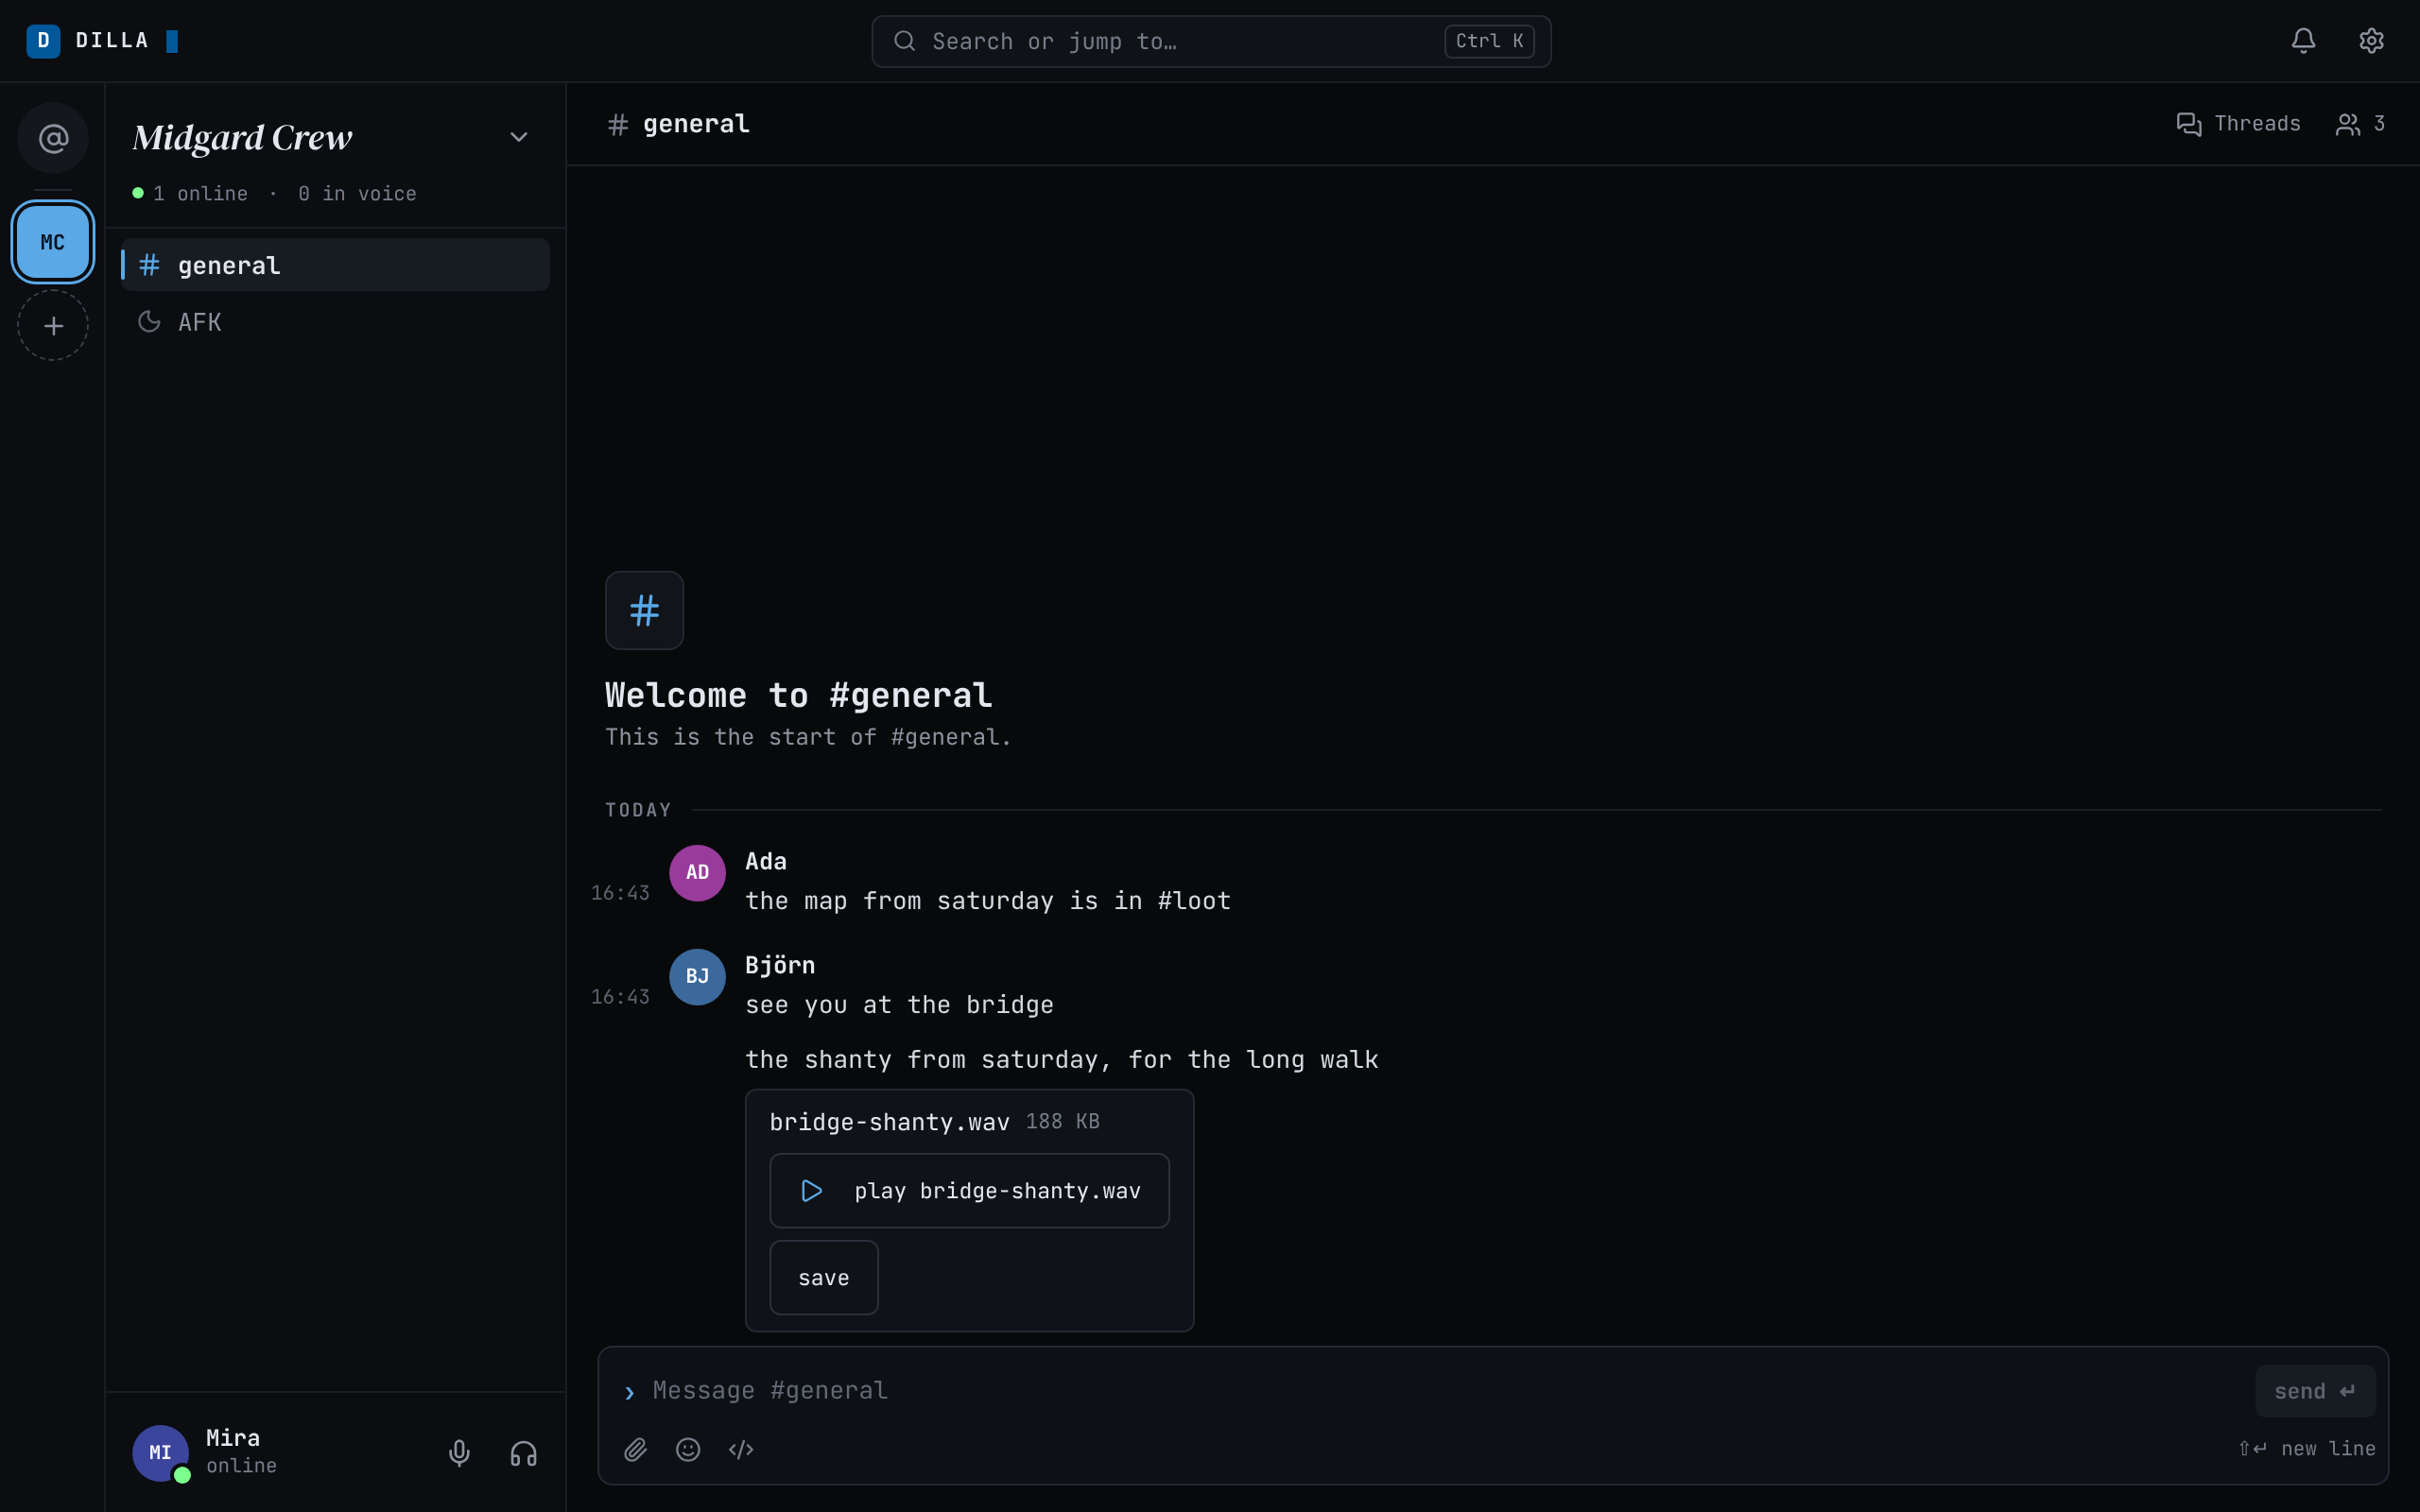 D DILLA
Search or jump to… Ctrl K
@
MC
Midgard Crew
1 online · 0 in voice
# general
AFK
# general
Threads 3
#
Welcome to #general
This is the start of #general.
TODAY
Ada
16:43 AD the map from saturday is in #loot
Björn
16:43 BJ see you at the bridge
the shanty from saturday, for the long walk
bridge-shanty.wav 188 KB
play bridge-shanty.wav
save
› Message #general
send ↵
⇧↵ new line
MI Mira
online